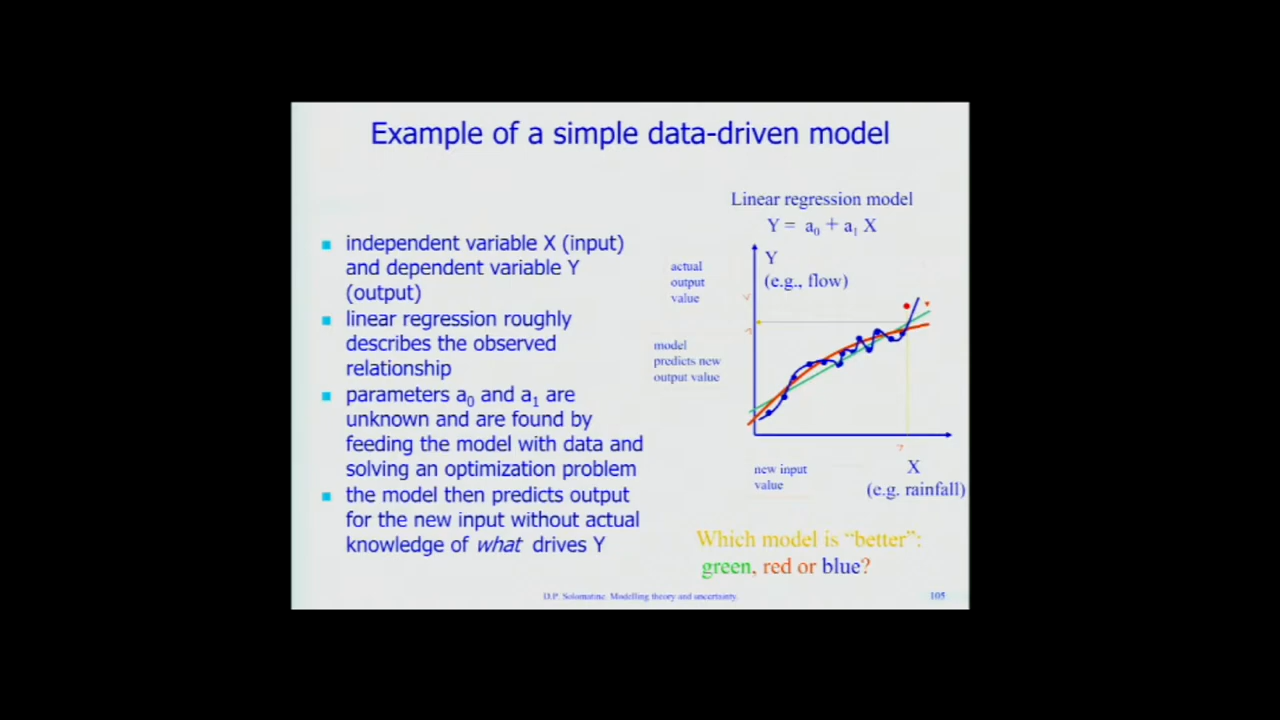 Example of a simple data-driven model
independent variable X (input)
and dependent variable Y
(output)
linear regression roughly
describes the observed
relationship
parameters a0 and a1 are
unknown and are found by
feeding the model with data and
solving an optimization problem
the model then predicts output
for the new input without actual
knowledge of what drives Y
Linear regression model
Y = a0 + a1 X
Y
(e.g., flow)
actual
output
value
model
predicts new
output value
new input
value
X
(e.g. rainfall)
Which model is “better”:
green, red or blue?
D.P. Solomatine. Modelling theory and uncertainty.
105